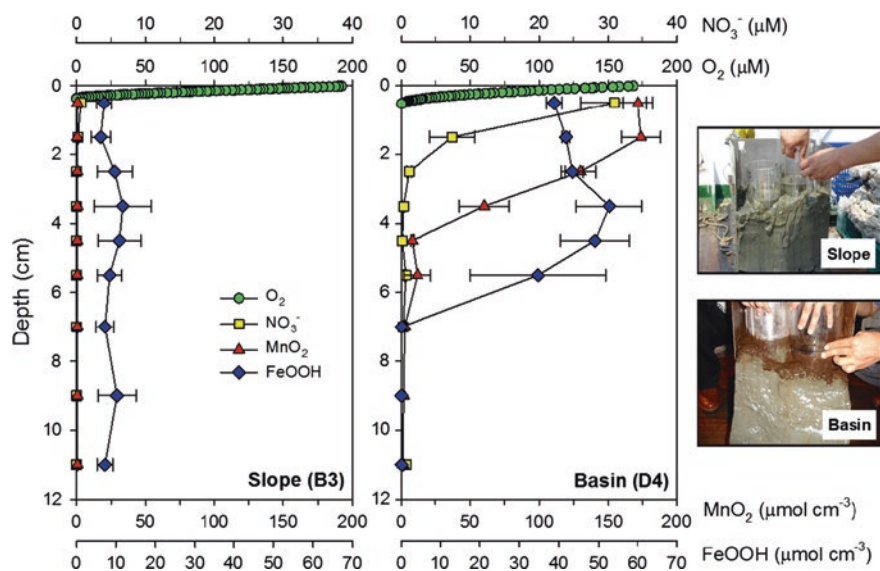 0 10 20 30 40 0 10 20 30 40 NO₃⁻ (μM)
0 50 100 150 200 0 50 100 150 200 O₂ (μM)
Depth (cm)
0
2
4
6
8
10
12
O₂
NO₃⁻
MnO₂
FeOOH
Slope (B3)
Basin (D4)
Slope
Basin
0 50 100 150 200 0 50 100 150 200 MnO₂ (μmol cm⁻³)
0 10 20 30 40 50 60 70 0 10 20 30 40 50 60 70 FeOOH (μmol cm⁻³)